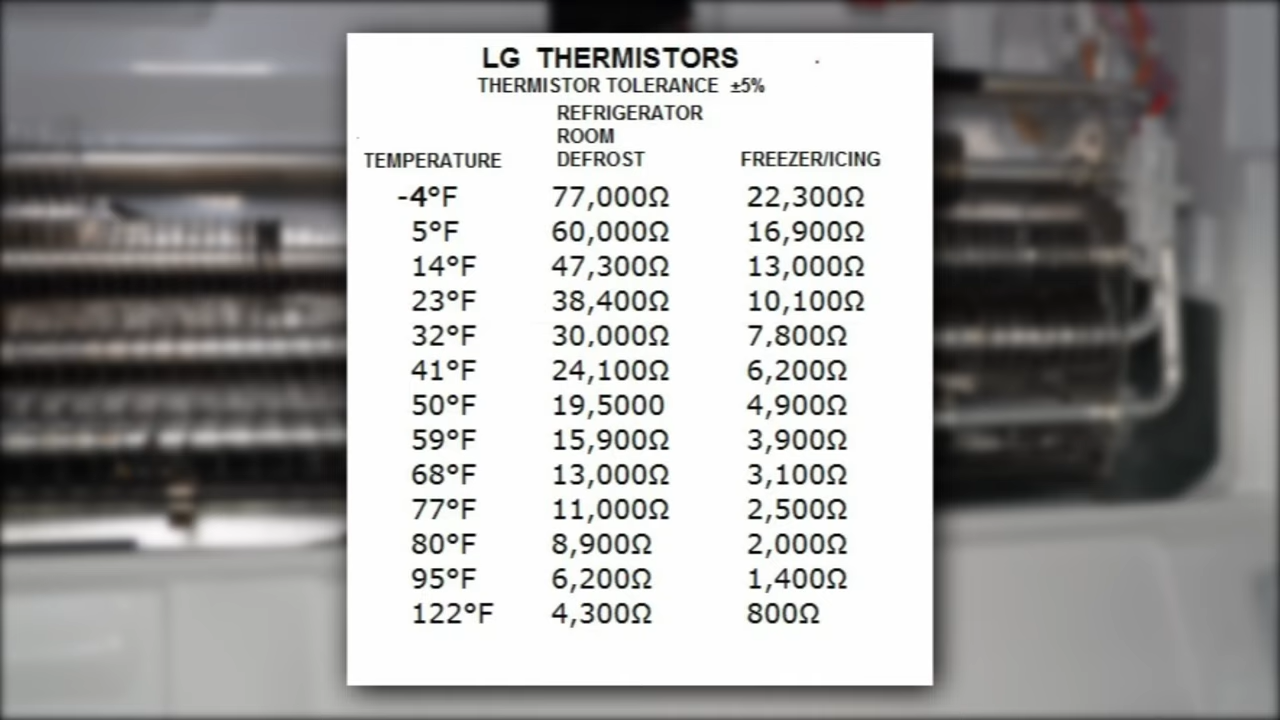 LG THERMISTORS
THERMISTOR TOLERANCE ±5%
REFRIGERATOR
ROOM
TEMPERATURE DEFROST FREEZER/ICING
-4°F 77,000Ω 22,300Ω
5°F 60,000Ω 16,900Ω
14°F 47,300Ω 13,000Ω
23°F 38,400Ω 10,100Ω
32°F 30,000Ω 7,800Ω
41°F 24,100Ω 6,200Ω
50°F 19,5000 4,900Ω
59°F 15,900Ω 3,900Ω
68°F 13,000Ω 3,100Ω
77°F 11,000Ω 2,500Ω
80°F 8,900Ω 2,000Ω
95°F 6,200Ω 1,400Ω
122°F 4,300Ω 800Ω